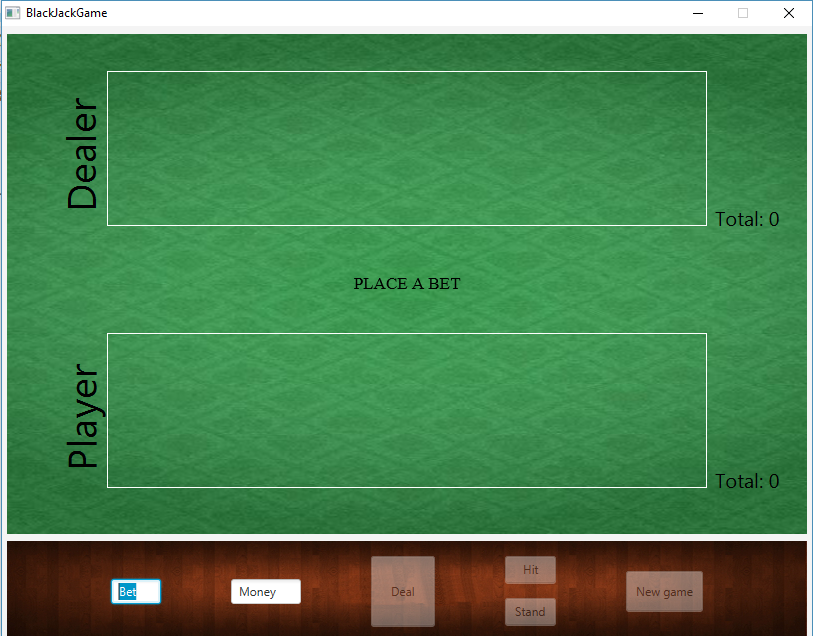 BlackJackGame
Dealer
Total: 0
PLACE A BET
Player
Total: 0
Bet
Money
Deal
Hit
Stand
New game